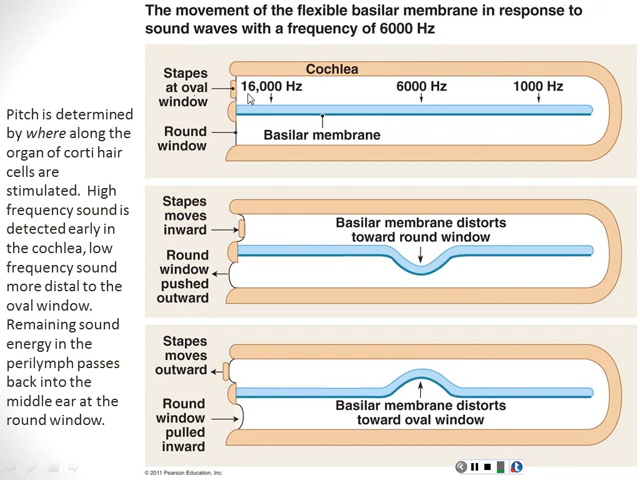 The movement of the flexible basilar membrane in response to
sound waves with a frequency of 6000 Hz
Pitch is determined
by where along the
organ of corti hair
cells are
stimulated. High
frequency sound is
detected early in
the cochlea, low
frequency sound
more distal to the
oval window.
Remaining sound
energy in the
perilymph passes
back into the
middle ear at the
round window.
Cochlea
Stapes
at oval
window
16,000 Hz
6000 Hz
1000 Hz
Round
window
Basilar membrane
Stapes
moves
inward
Basilar membrane distorts
toward round window
Round
window
pushed
outward
Stapes
moves
outward
Round
window
pulled
inward
Basilar membrane distorts
toward oval window
© 2011 Pearson Education, Inc.